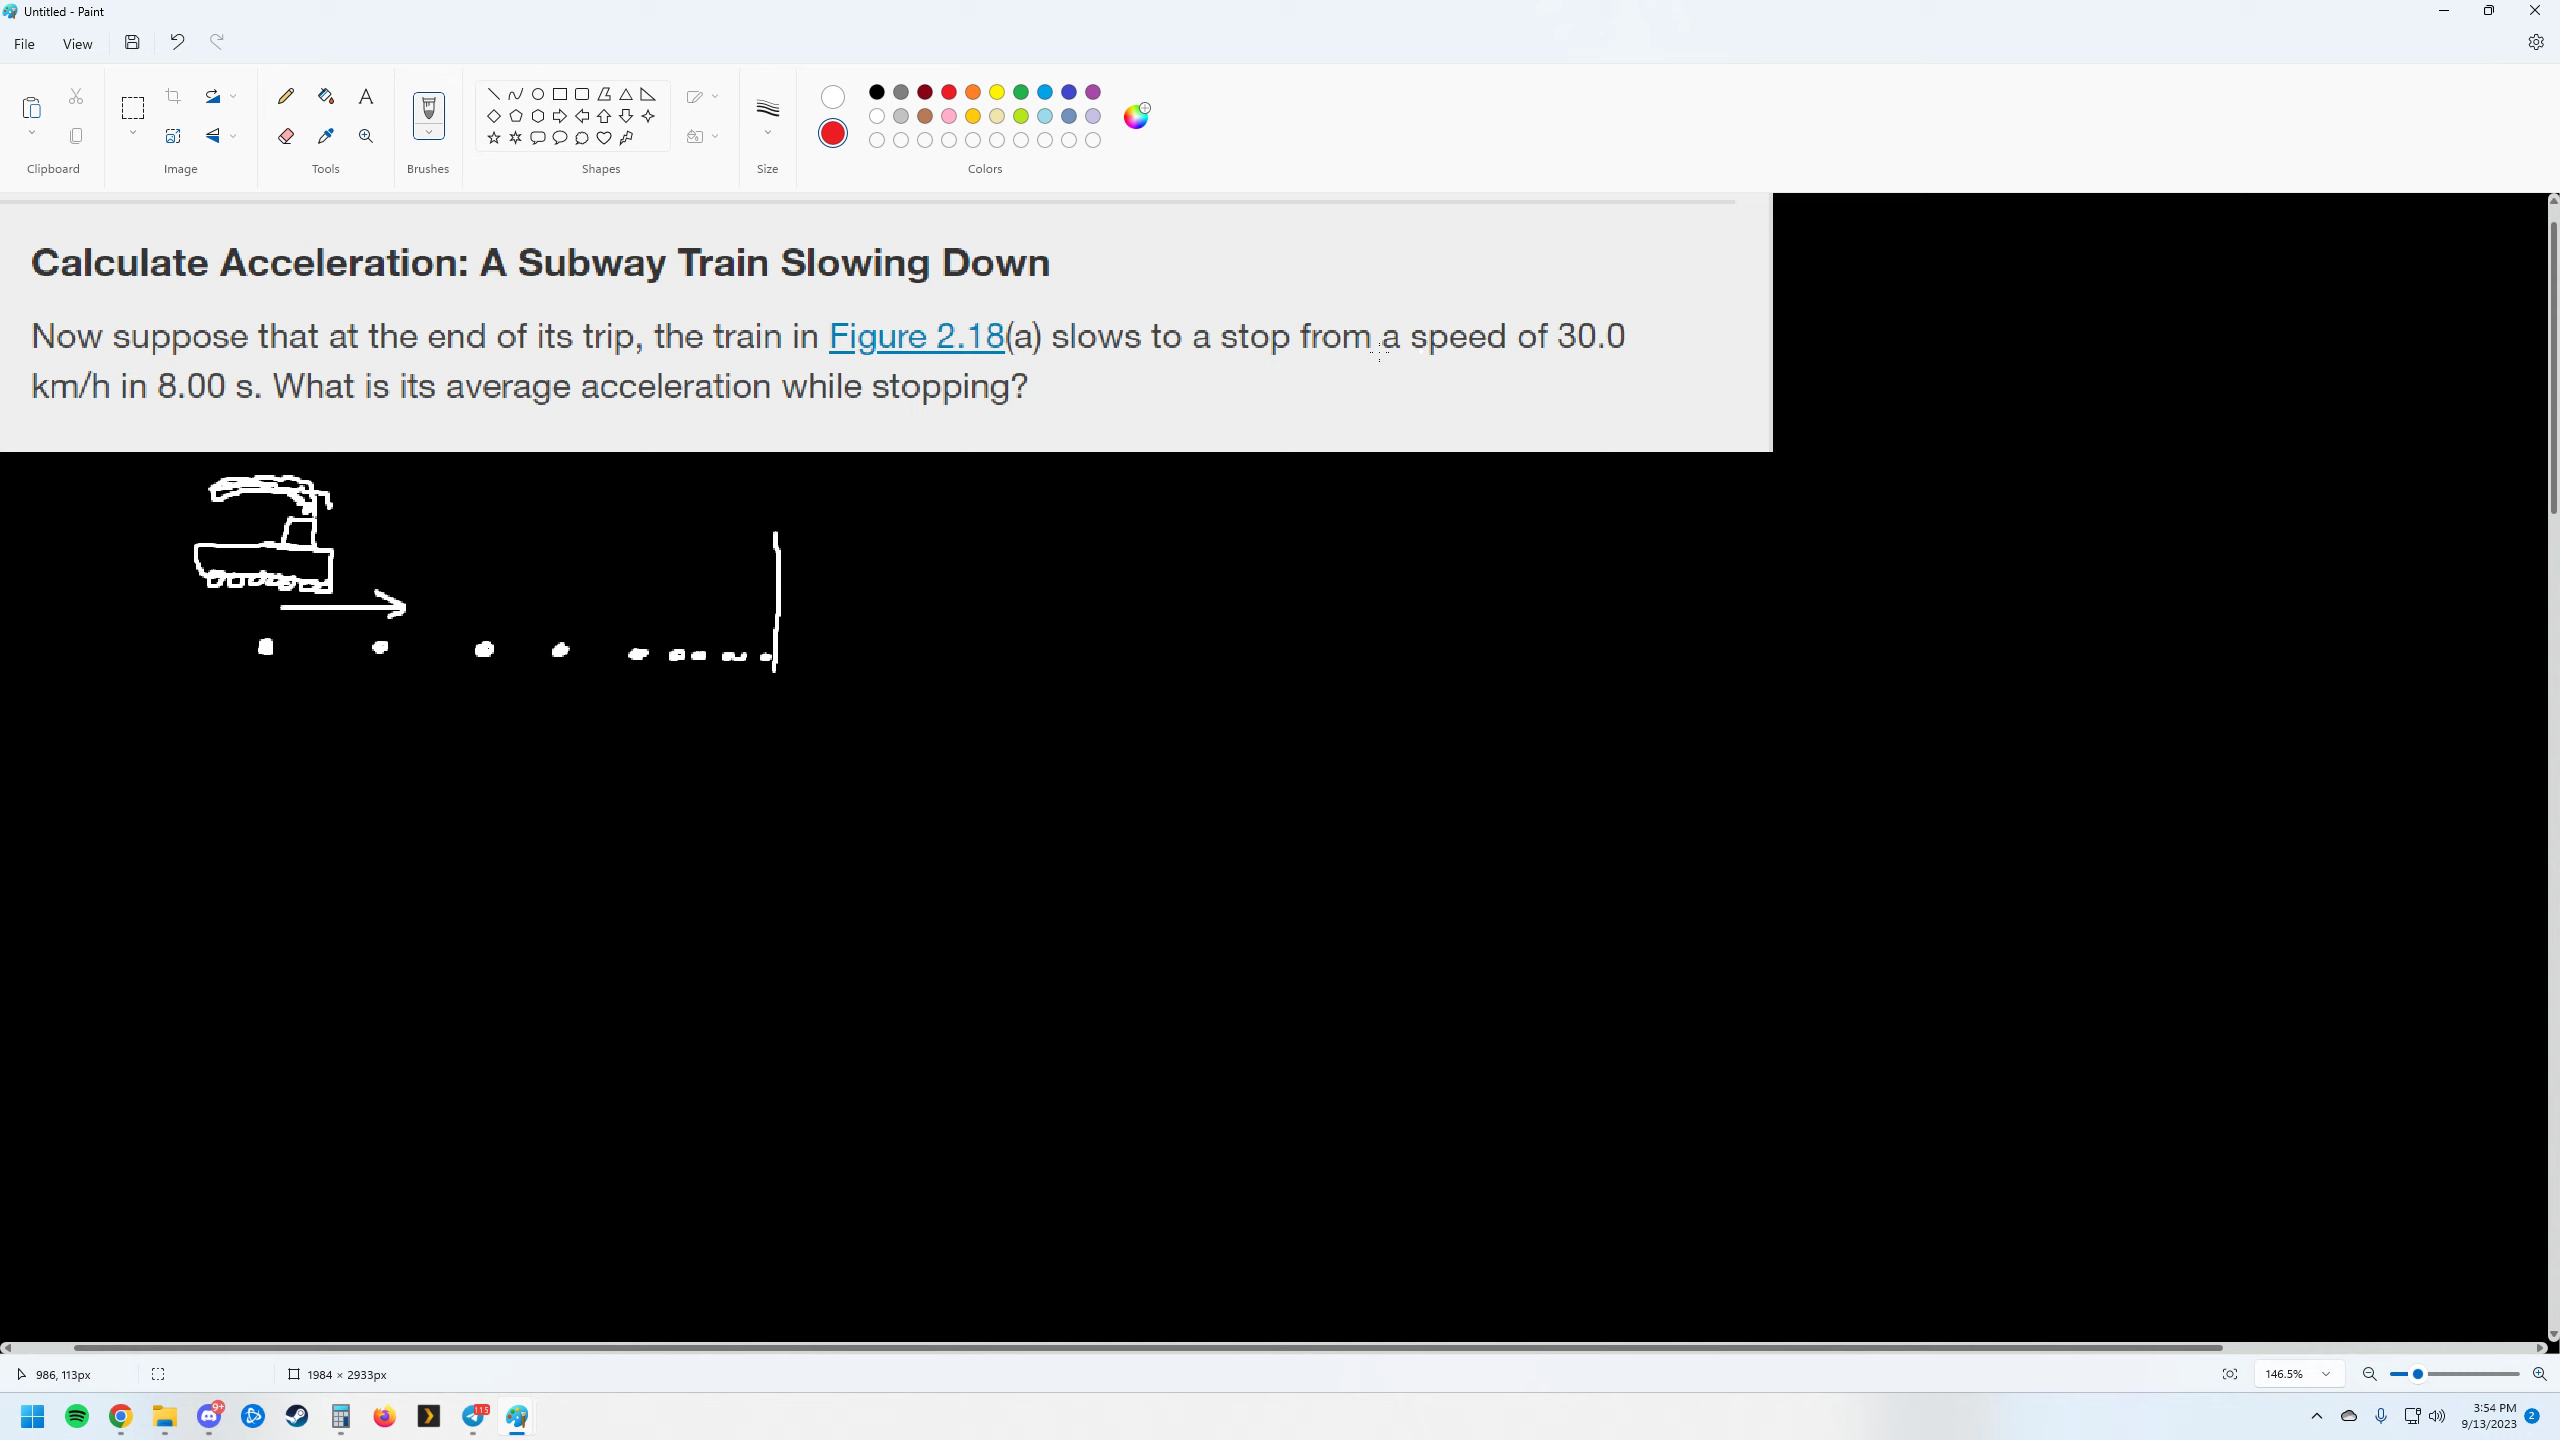 Untitled - Paint
File View
Clipboard Image Tools Brushes Shapes Size Colors
Calculate Acceleration: A Subway Train Slowing Down
Now suppose that at the end of its trip, the train in Figure 2.18(a) slows to a stop from a speed of 30.0
km/h in 8.00 s. What is its average acceleration while stopping?
986, 113px 1984 × 2933px 146.5%
9+ 115 3:54 PM
9/13/2023 2